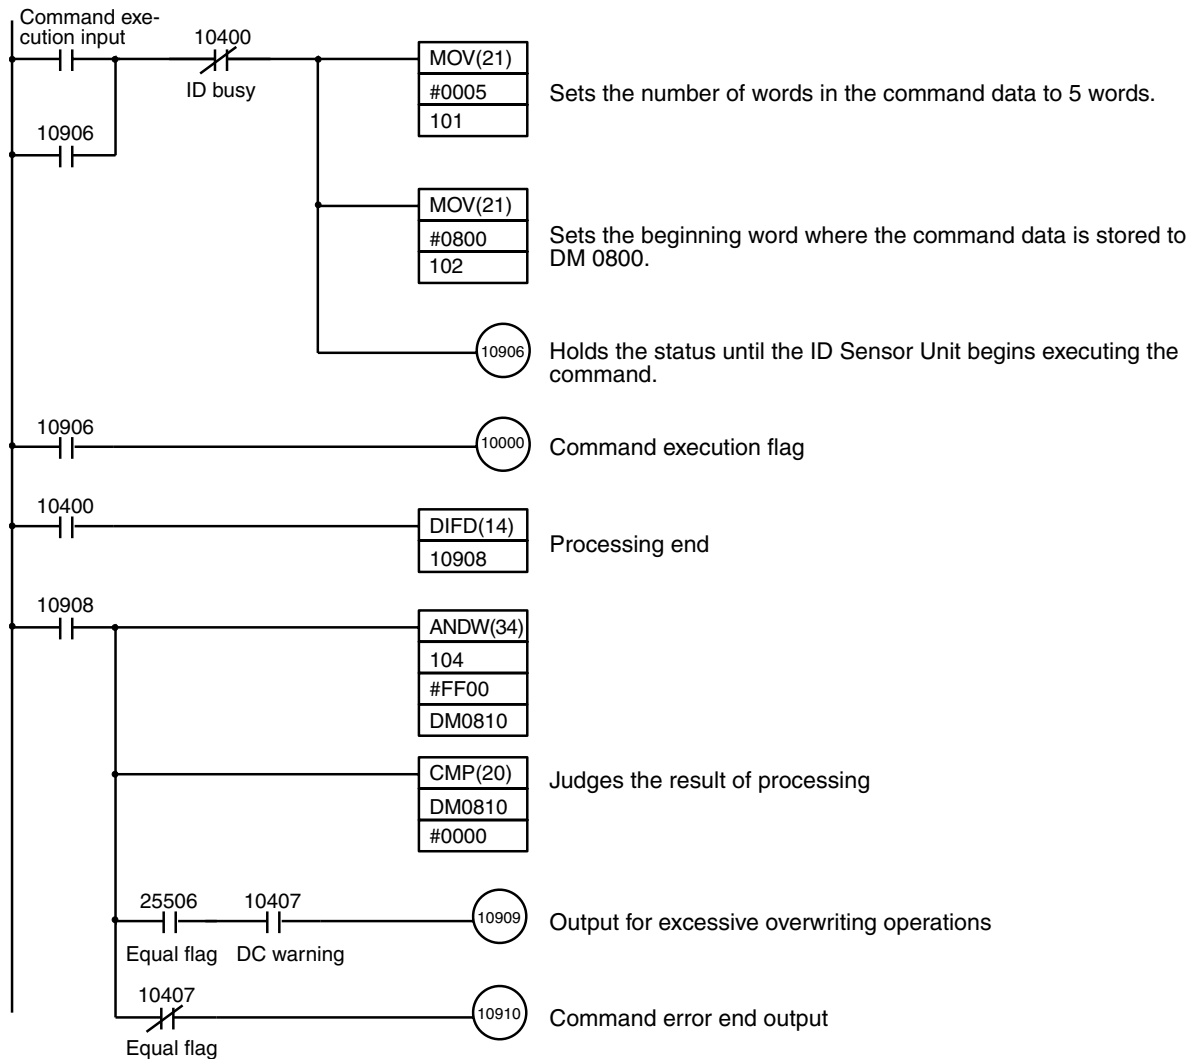 Command exe-
cution input
10400
ID busy
MOV(21)
#0005
101
Sets the number of words in the command data to 5 words.
10906
MOV(21)
#0800
102
Sets the beginning word where the command data is stored to
DM 0800.
10906
Holds the status until the ID Sensor Unit begins executing the
command.
10906
10000
Command execution flag
10400
DIFD(14)
10908
Processing end
10908
ANDW(34)
104
#FF00
DM0810
CMP(20)
DM0810
#0000
Judges the result of processing
25506
Equal flag
10407
DC warning
10909
Output for excessive overwriting operations
10407
Equal flag
10910
Command error end output